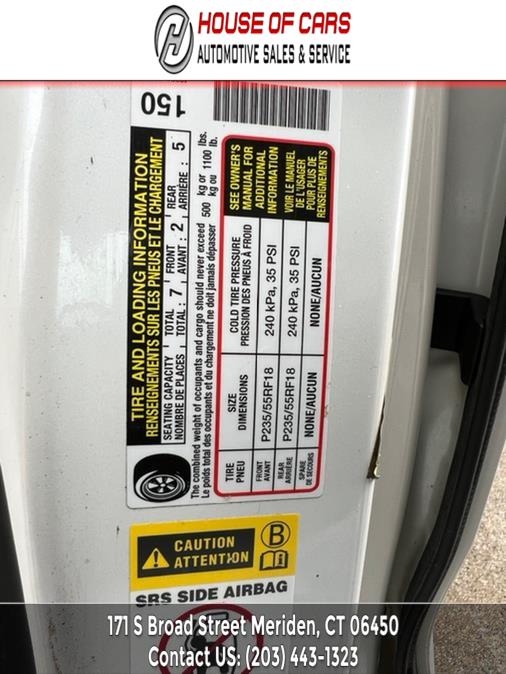 HOUSE OF CARS
AUTOMOTIVE SALES & SERVICE
150
TIRE AND LOADING INFORMATION
RENSEIGNEMENTS SUR LES PNEUS ET LE CHARGEMENT
SEATING CAPACITY TOTAL : 7 FRONT : 2 REAR : 5
NOMBRE DE PLACES TOTAL : 7 AVANT : 2 ARRIÈRE : 5
The combined weight of occupants and cargo should never exceed 500 kg or 1100 lbs.
Le poids total des occupants et du chargement ne doit jamais dépasser 500 kg ou 1100 lb.
TIRE SIZE COLD TIRE PRESSURE
PNEU DIMENSIONS PRESSION DES PNEUS À FROID
FRONT
AVANT P235/55RF18 240 kPa, 35 PSI
REAR
ARRIÈRE P235/55RF18 240 kPa, 35 PSI
SPARE
DE SECOURS NONE/AUCUN NONE/AUCUN
SEE OWNER'S
MANUAL FOR
ADDITIONAL
INFORMATION
VOIR LE MANUEL
DE L'USAGER
POUR PLUS DE
RENSEIGNEMENTS
CAUTION
ATTENTION
B
SRS SIDE AIRBAG
171 S Broad Street Meriden, CT 06450
Contact US: (203) 443-1323